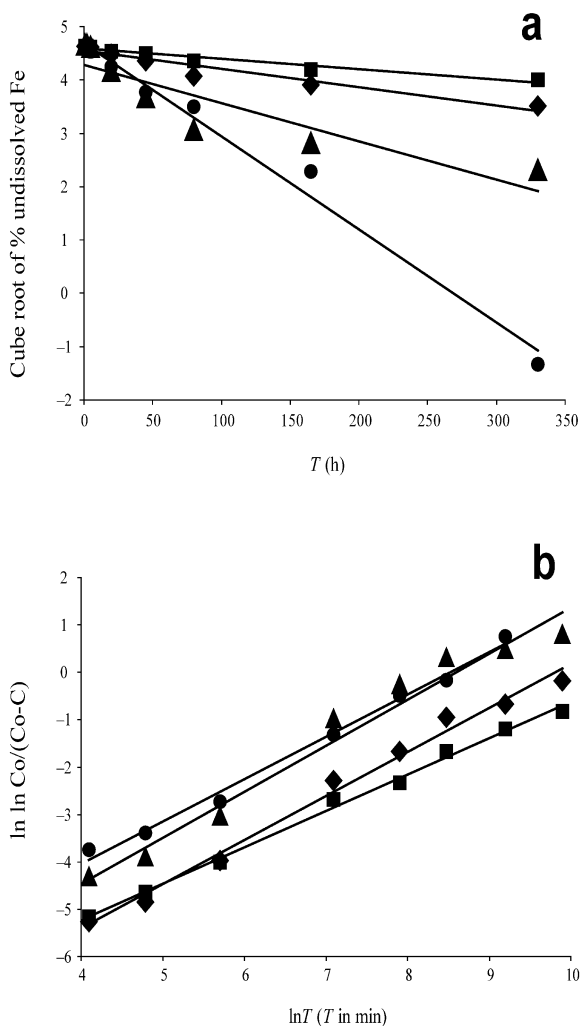 a
Cube root of % undissolved Fe
5
4
3
2
1
0
–1
–2
0 50 100 150 200 250 300 350
T (h)
b
ln ln Co/(Co-C)
2
1
0
–1
–2
–3
–4
–5
–6
4 5 6 7 8 9 10
lnT (T in min)